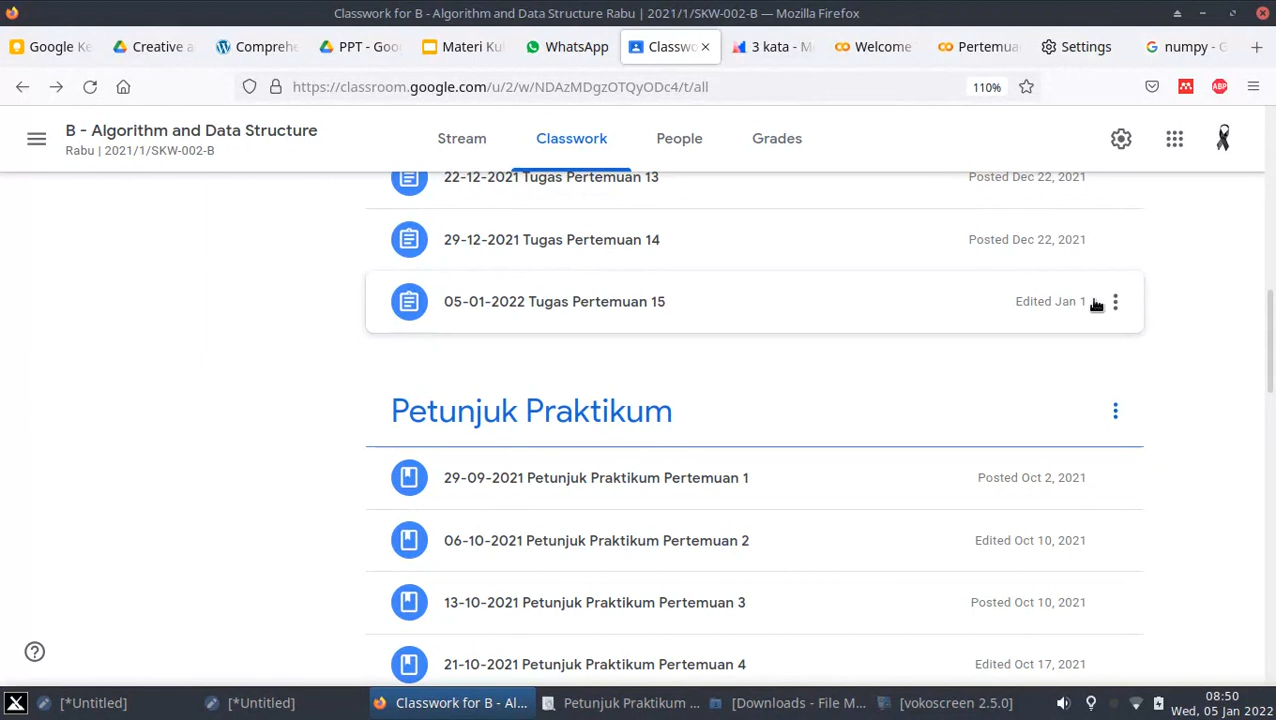 Classwork for B - Algorithm and Data Structure Rabu | 2021/1/SKW-002-B — Mozilla Firefox
Google Ke
Creative a
Comprehe
PPT - Goo
Materi Kul
WhatsApp
Classwo
3 kata - M
Welcome
Pertemua
Settings
numpy - G
https://classroom.google.com/u/2/w/NDAzMDgzOTQyODc4/t/all
110%
ABP
B - Algorithm and Data Structure
Rabu | 2021/1/SKW-002-B
Stream
Classwork
People
Grades
22-12-2021 Tugas Pertemuan 13
Posted Dec 22, 2021
29-12-2021 Tugas Pertemuan 14
Posted Dec 22, 2021
05-01-2022 Tugas Pertemuan 15
Edited Jan 1
Petunjuk Praktikum
29-09-2021 Petunjuk Praktikum Pertemuan 1
Posted Oct 2, 2021
06-10-2021 Petunjuk Praktikum Pertemuan 2
Edited Oct 10, 2021
13-10-2021 Petunjuk Praktikum Pertemuan 3
Posted Oct 10, 2021
21-10-2021 Petunjuk Praktikum Pertemuan 4
Edited Oct 17, 2021
[*Untitled]
[*Untitled]
Classwork for B - Al...
Petunjuk Praktikum ...
[Downloads - File M...
[vokoscreen 2.5.0]
08:50
Wed, 05 Jan 2022